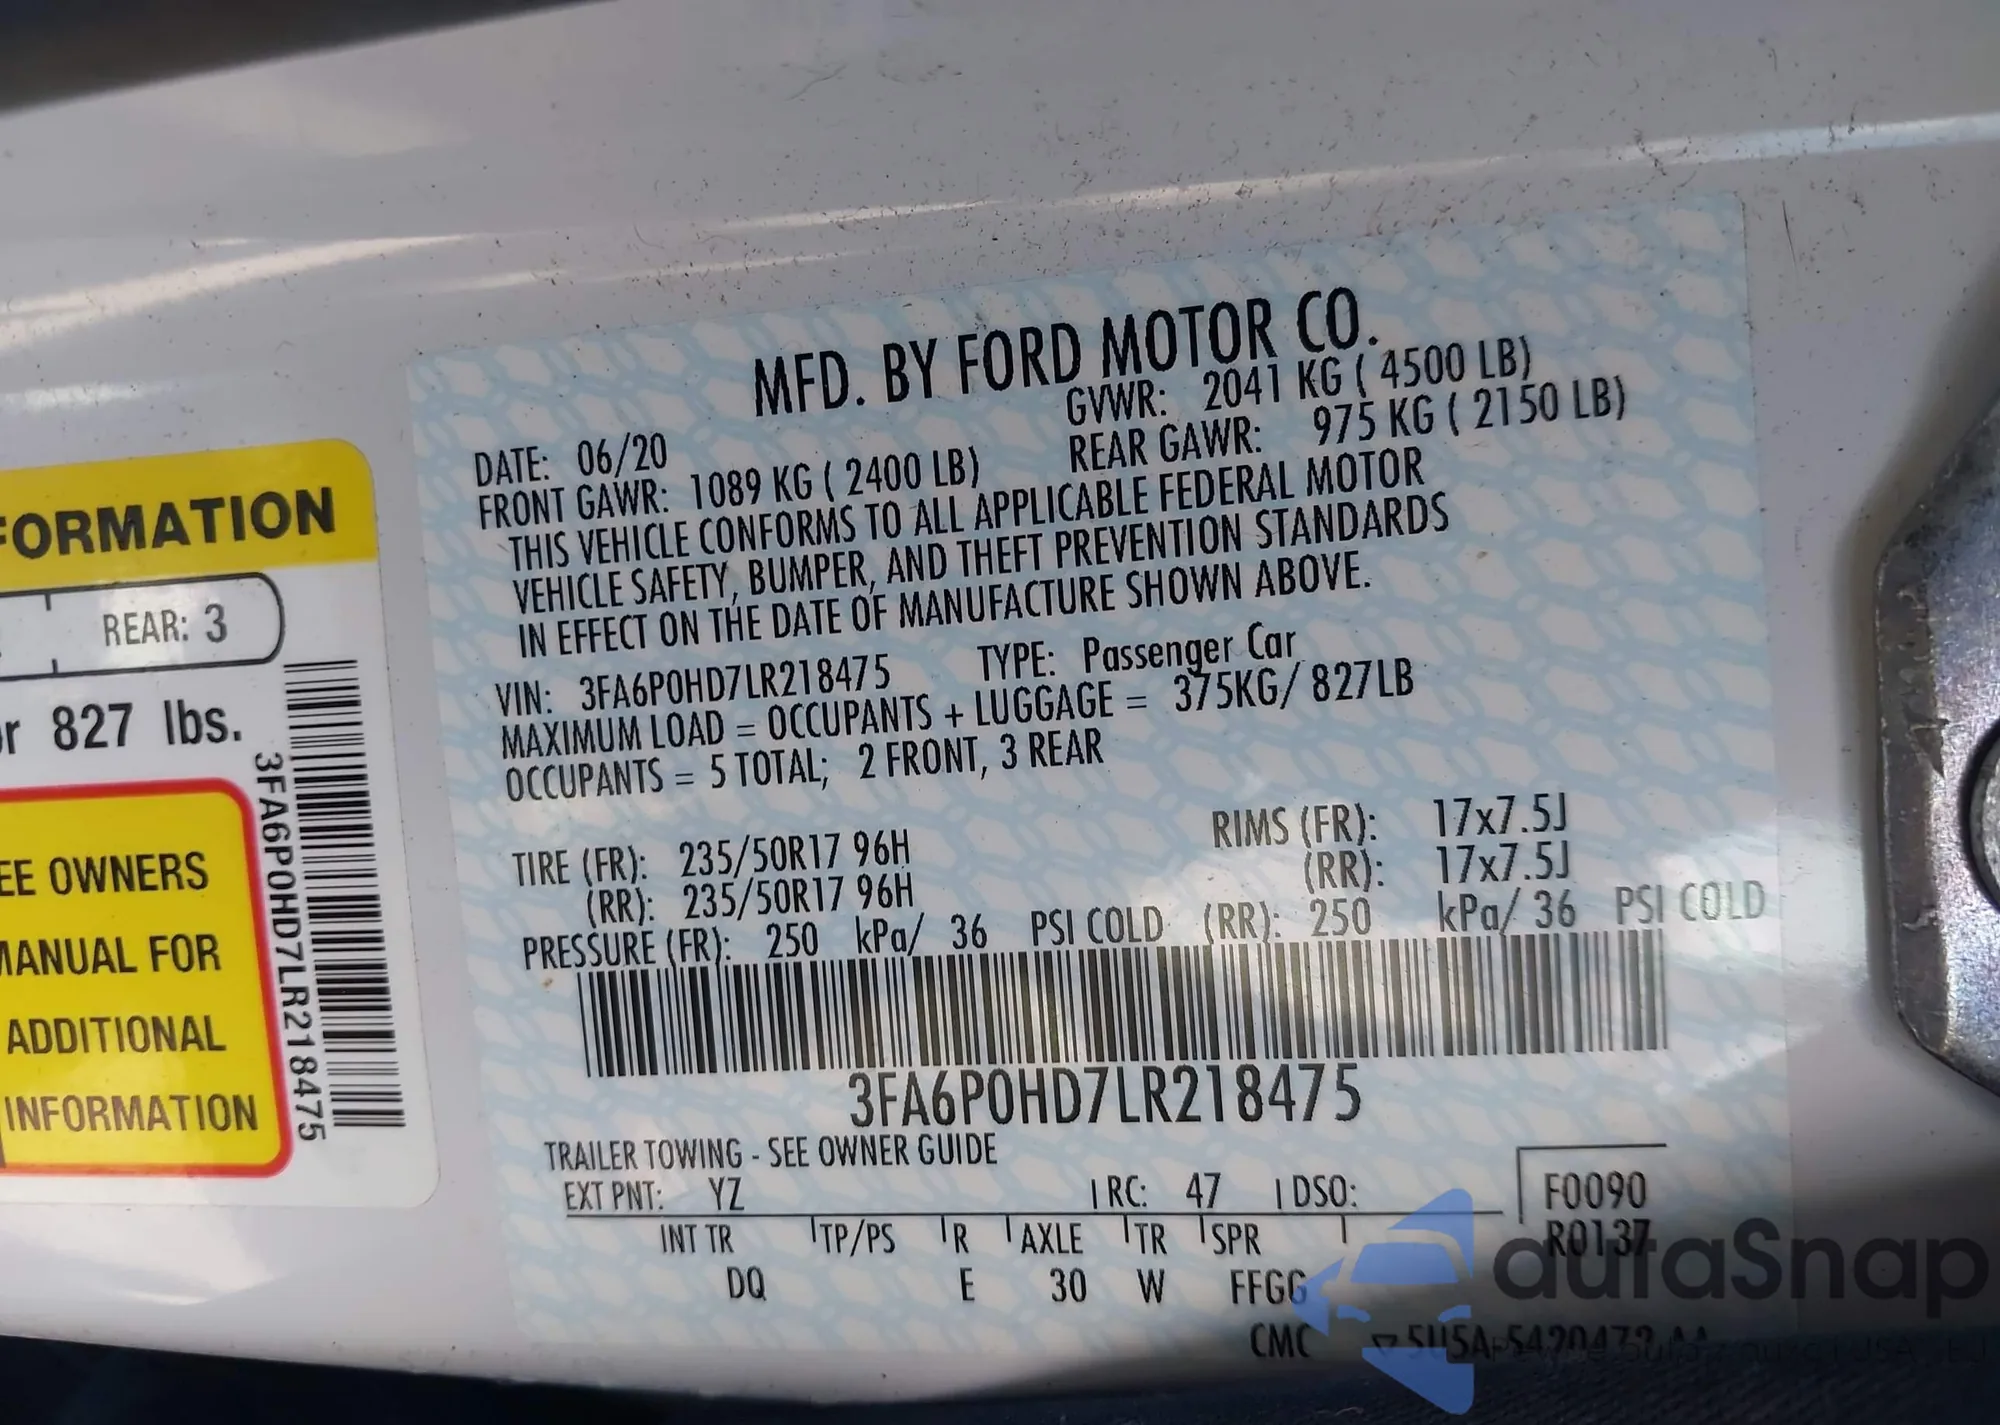 FORMATION
REAR: 3
827 lbs.
EE OWNERS
MANUAL FOR
ADDITIONAL
INFORMATION
3FA6P0HD7LR218475
MFD. BY FORD MOTOR CO.
DATE: 06/20 GVWR: 2041 KG ( 4500 LB)
FRONT GAWR: 1089 KG ( 2400 LB) REAR GAWR: 975 KG ( 2150 LB)
THIS VEHICLE CONFORMS TO ALL APPLICABLE FEDERAL MOTOR
VEHICLE SAFETY, BUMPER, AND THEFT PREVENTION STANDARDS
IN EFFECT ON THE DATE OF MANUFACTURE SHOWN ABOVE.
VIN: 3FA6P0HD7LR218475 TYPE: Passenger Car
MAXIMUM LOAD = OCCUPANTS + LUGGAGE = 375KG/ 827LB
OCCUPANTS = 5 TOTAL; 2 FRONT, 3 REAR
TIRE (FR): 235/50R17 96H RIMS (FR): 17x7.5J
(RR): 235/50R17 96H (RR): 17x7.5J
PRESSURE (FR): 250 kPa/ 36 PSI COLD (RR): 250 kPa/ 36 PSI COLD
3FA6P0HD7LR218475
TRAILER TOWING - SEE OWNER GUIDE
EXT PNT: YZ RC: 47 DSO: F0090
INT TR TP/PS R AXLE TR SPR R0137
DQ E 30 W FFGG
CMC
autaSnap